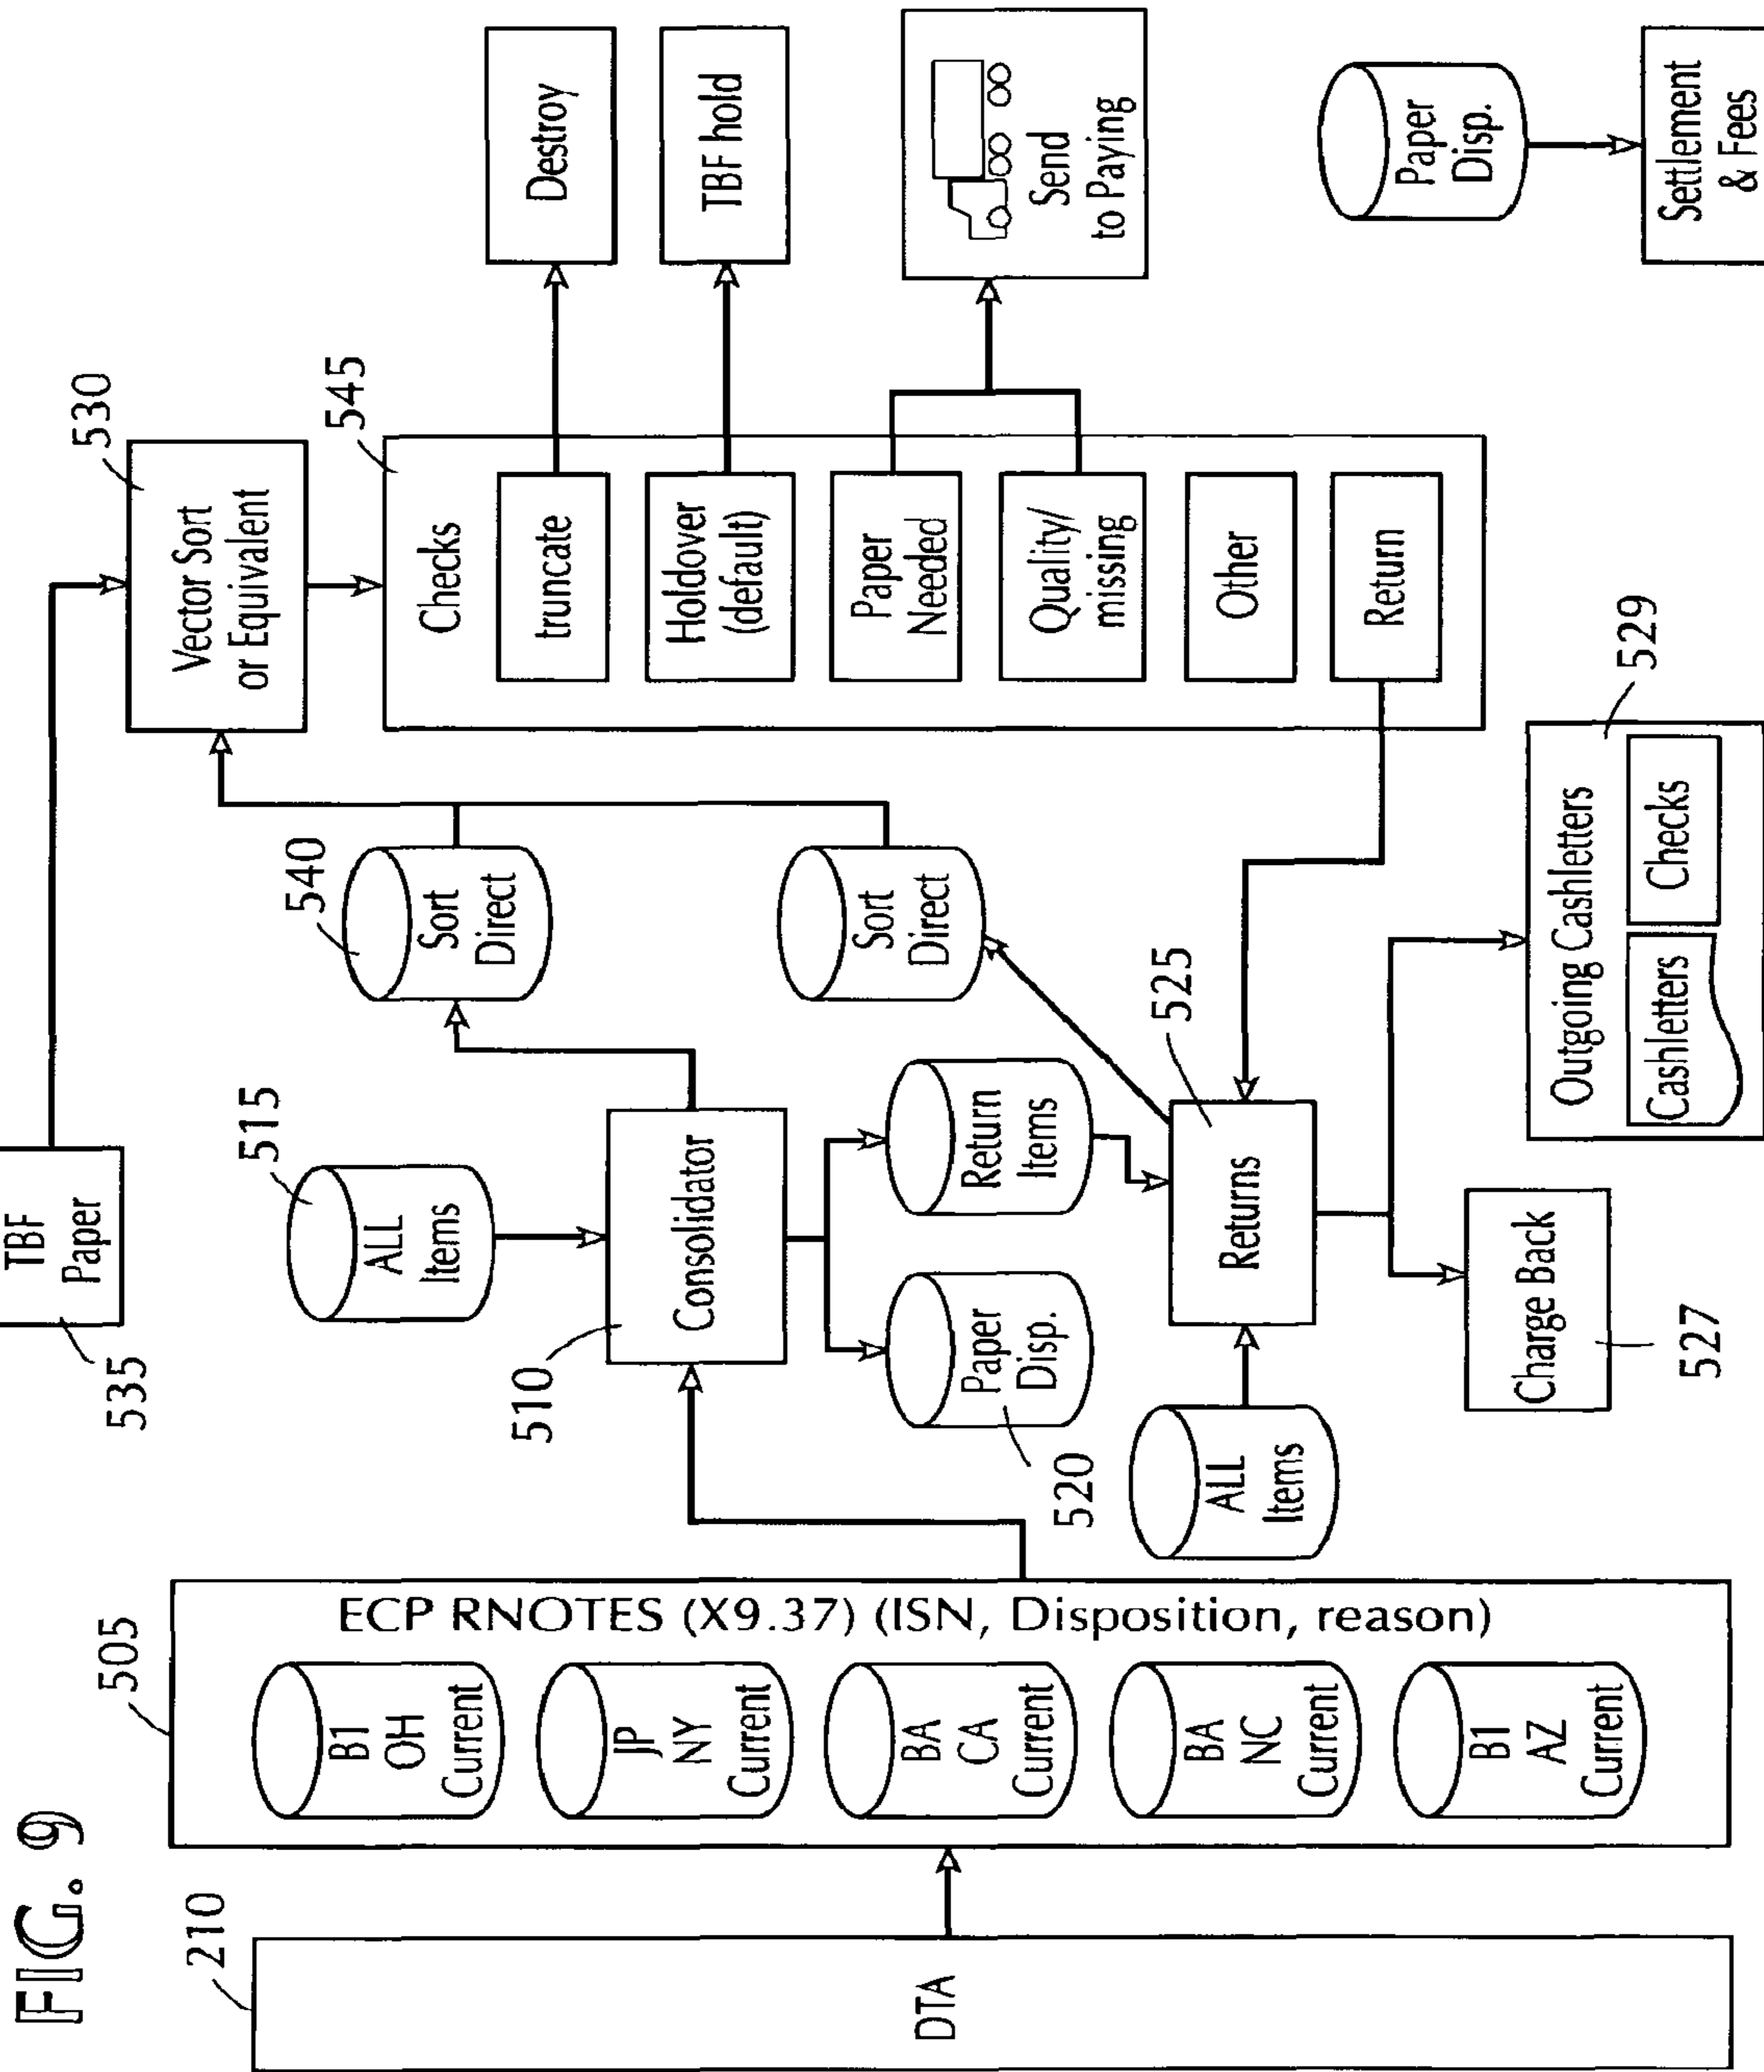 FIG. 9
210
DTA
505
ECP RNOTES (X9.37) (ISN, Disposition, reason)
B1
OH
Current
JP
NY
Current
BA
CA
Current
BA
NC
Current
B1
AZ
Current
535
TBF
Paper
515
ALL
Items
510
Consolidator
520
Paper
Disp.
Return
Items
ALL
Items
525
Returns
527
Charge Back
529
Outgoing Cashletters
Cashletters
Checks
540
Sort
Direct
Sort
Direct
530
Vector Sort
or Equivalent
545
Checks
truncate
Holdover
(default)
Paper
Needed
Quality/
missing
Other
Return
Destroy
TBF hold
Send
to Paying
Paper
Disp.
Settlement
& Fees